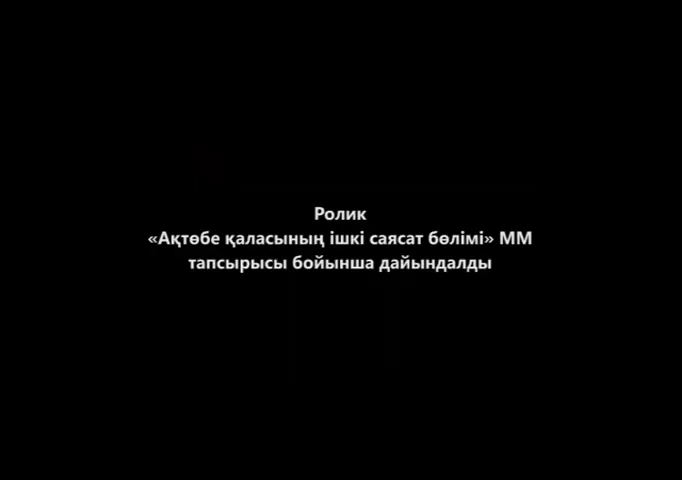 Ролик
«Ақтөбе қаласының ішкі саясат бөлімі» ММ
тапсырысы бойынша дайындалды